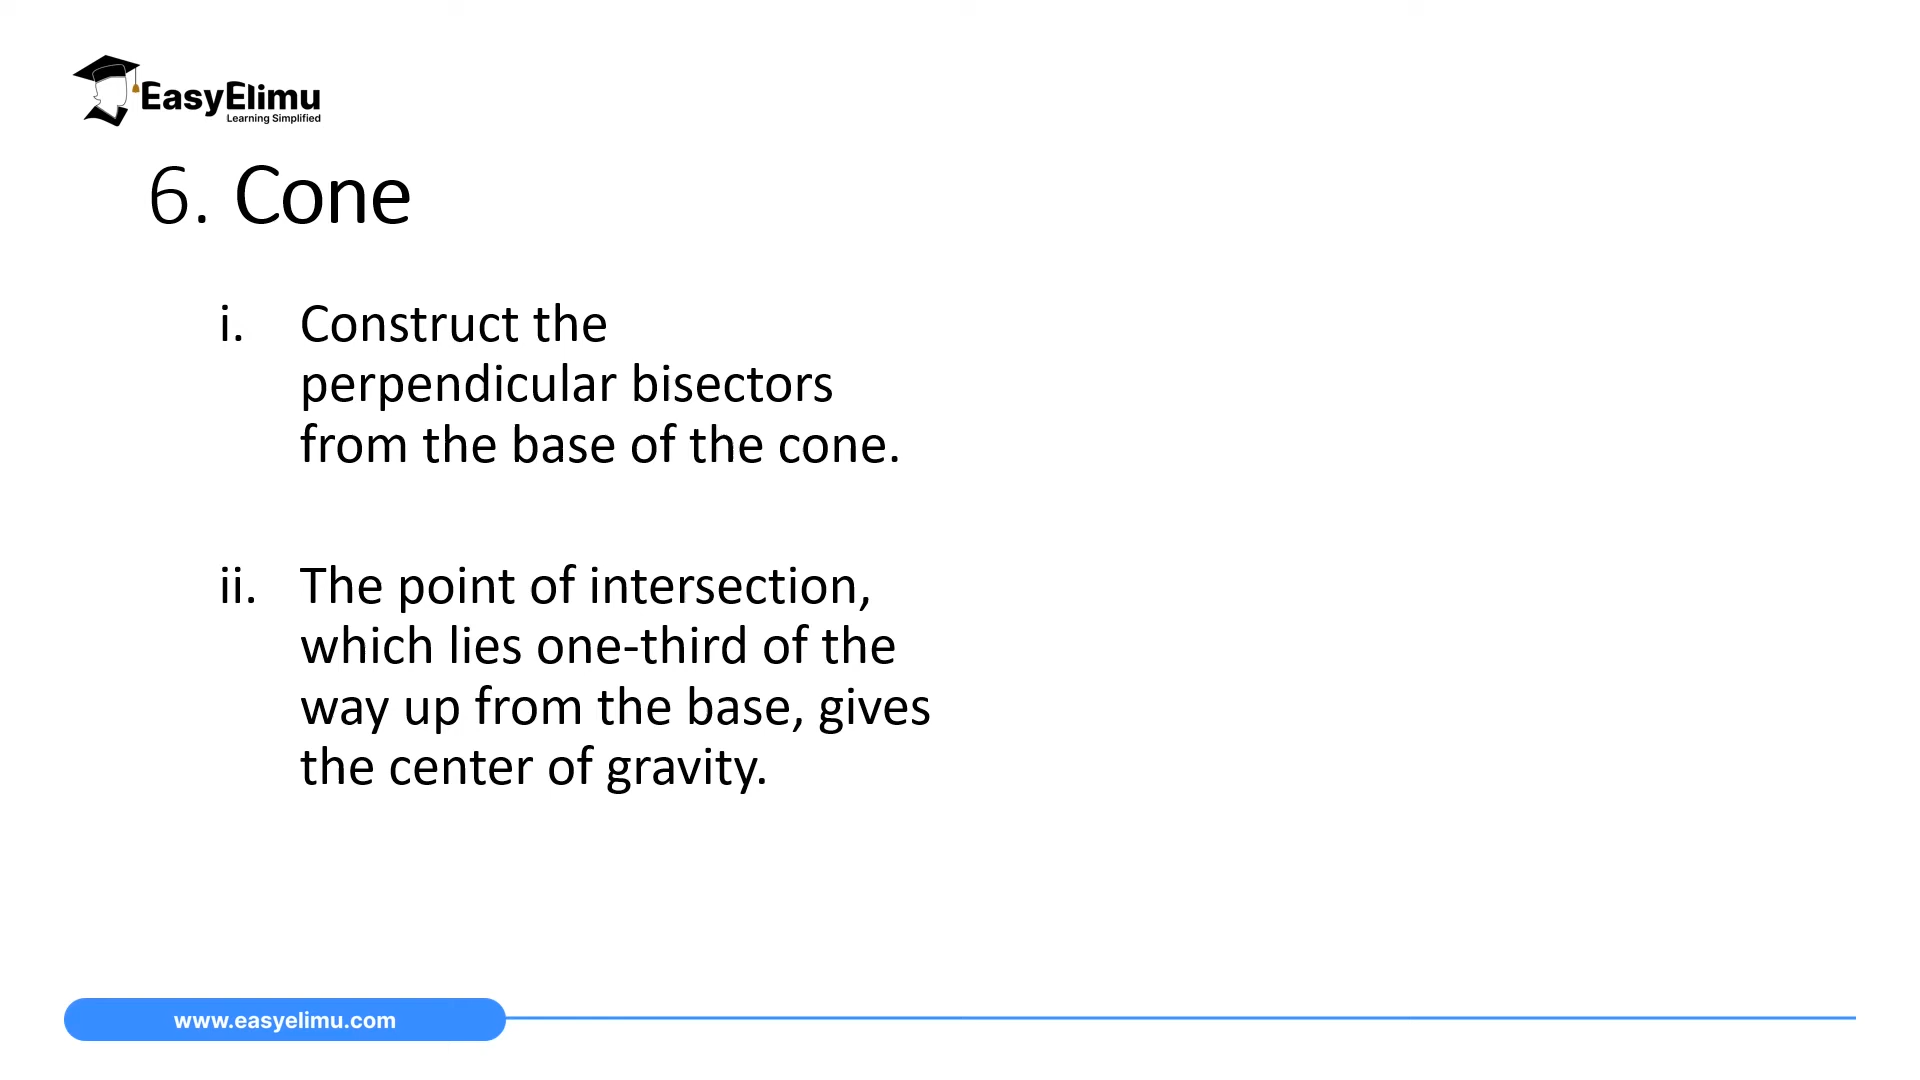 EasyElimu
Learning Simplified
6. Cone
i. Construct the
perpendicular bisectors
from the base of the cone.
ii. The point of intersection,
which lies one-third of the
way up from the base, gives
the center of gravity.
www.easyelimu.com